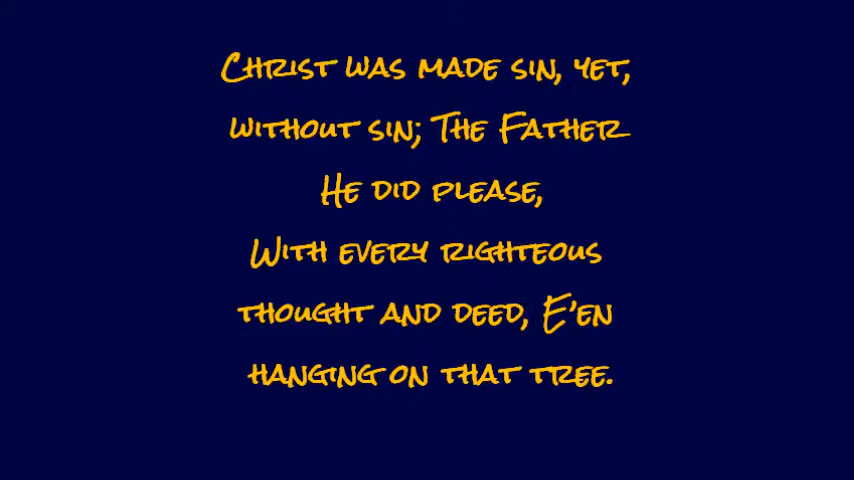 Christ was made sin, yet,
without sin; The Father
He did please,
With every righteous
thought and deed, E'en
hanging on that tree.